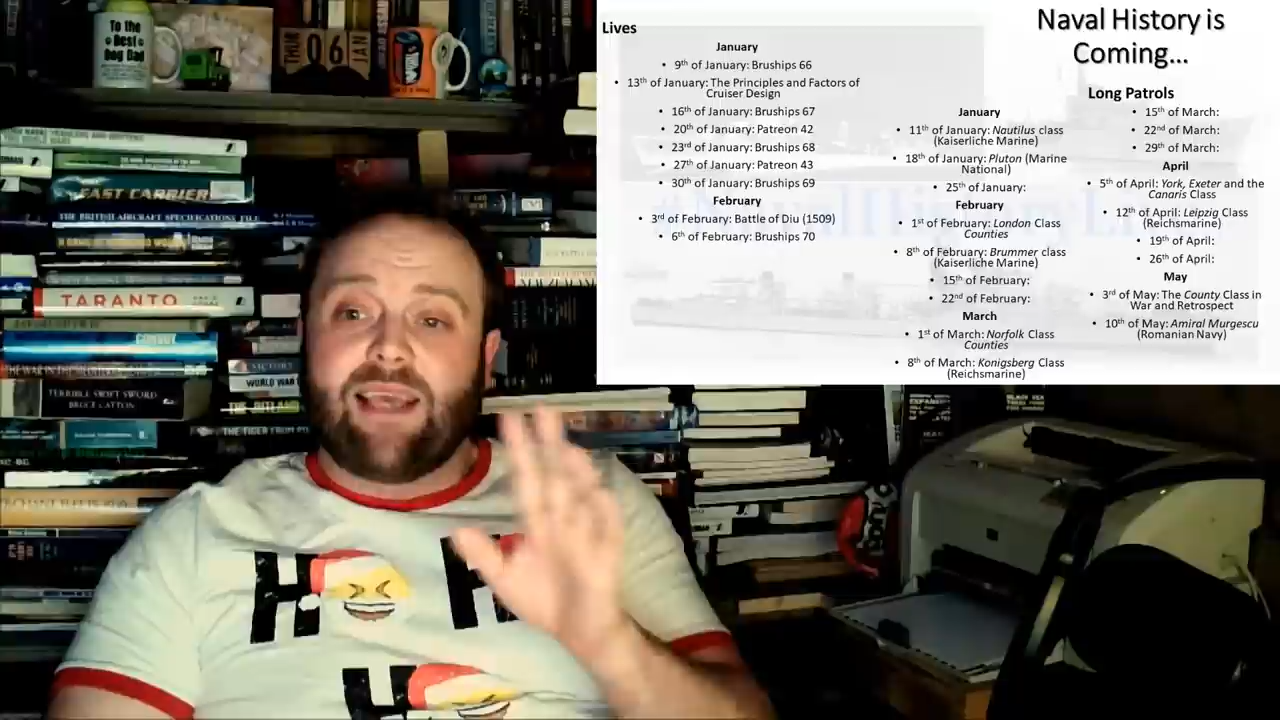 Naval History is
Coming...
Lives
January
• 9th of January: Bruships 66
• 13th of January: The Principles and Factors of
Cruiser Design
• 16th of January: Bruships 67
• 20th of January: Patreon 42
• 23rd of January: Bruships 68
• 27th of January: Patreon 43
• 30th of January: Bruships 69
February
• 3rd of February: Battle of Diu (1509)
• 6th of February: Bruships 70
Long Patrols
January
• 11th of January: Nautilus class
(Kaiserliche Marine)
• 18th of January: Pluton (Marine
National)
• 25th of January:
February
• 1st of February: London Class
Counties
• 8th of February: Brummer class
(Kaiserliche Marine)
• 15th of February:
• 22nd of February:
March
• 1st of March: Norfolk Class
Counties
• 8th of March: Konigsberg Class
(Reichsmarine)
• 15th of March:
• 22nd of March:
• 29th of March:
April
• 5th of April: York, Exeter and the
Canaris Class
• 12th of April: Leipzig Class
(Reichsmarine)
• 19th of April:
• 26th of April:
May
• 3rd of May: The County Class in
War and Retrospect
• 10th of May: Amiral Murgescu
(Romanian Navy)
To the
Best
Dog Dad
THUR 06 JAN
FAST CARRIER
THE BRITISH AIRCRAFT SPECIFICATIONS FILE
TARANTO
TERRIBLE SWIFT SWORD
BRUCE CATTON
VICTORY
WORLD WAR
H H
H